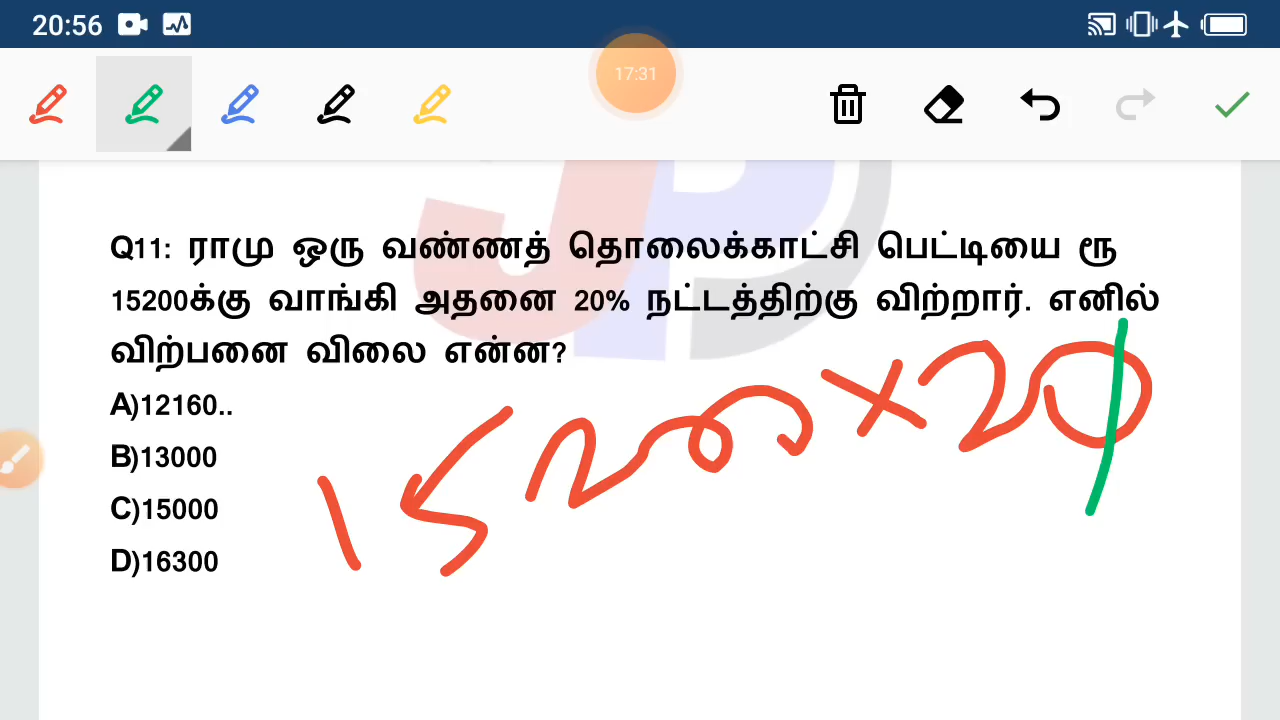 20:56
17:31
Q11: ராமு ஒரு வண்ணத் தொலைக்காட்சி பெட்டியை ரூ
15200க்கு வாங்கி அதனை 20% நட்டத்திற்கு விற்றார். எனில்
விற்பனை விலை என்ன?
A)12160..
B)13000
C)15000
D)16300
15200 × 20